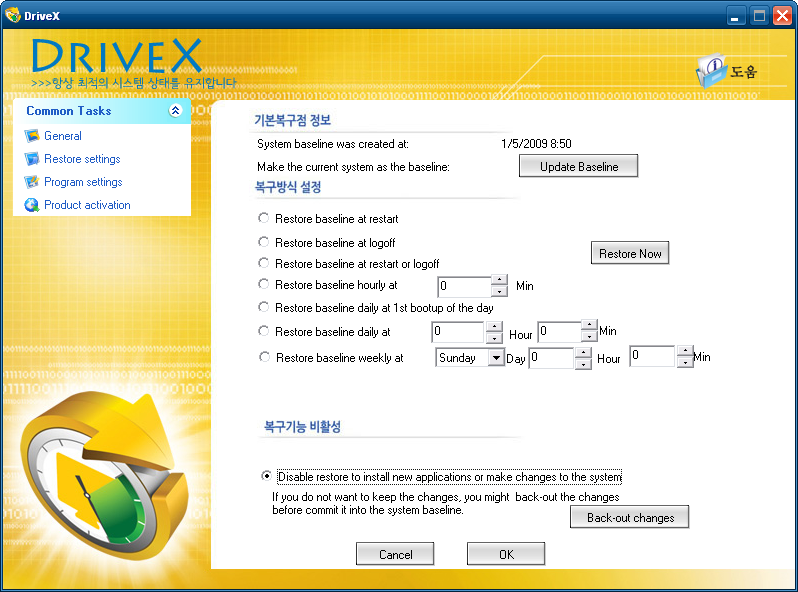 DriveX
DRIVEX
>>>항상 최적의 시스템 상태를 유지합니다
도움
Common Tasks
General
Restore settings
Program settings
Product activation
기본복구점 정보
System baseline was created at: 1/5/2009 8:50
Make the current system as the baseline: Update Baseline
복구방식 설정
Restore baseline at restart
Restore baseline at logoff
Restore Now
Restore baseline at restart or logoff
Restore baseline hourly at 0 Min
Restore baseline daily at 1st bootup of the day
Restore baseline daily at 0 Hour 0 Min
Restore baseline weekly at Sunday Day 0 Hour 0 Min
복구기능 비활성
Disable restore to install new applications or make changes to the system
If you do not want to keep the changes, you might back-out the changes
before commit it into the system baseline.
Back-out changes
Cancel OK